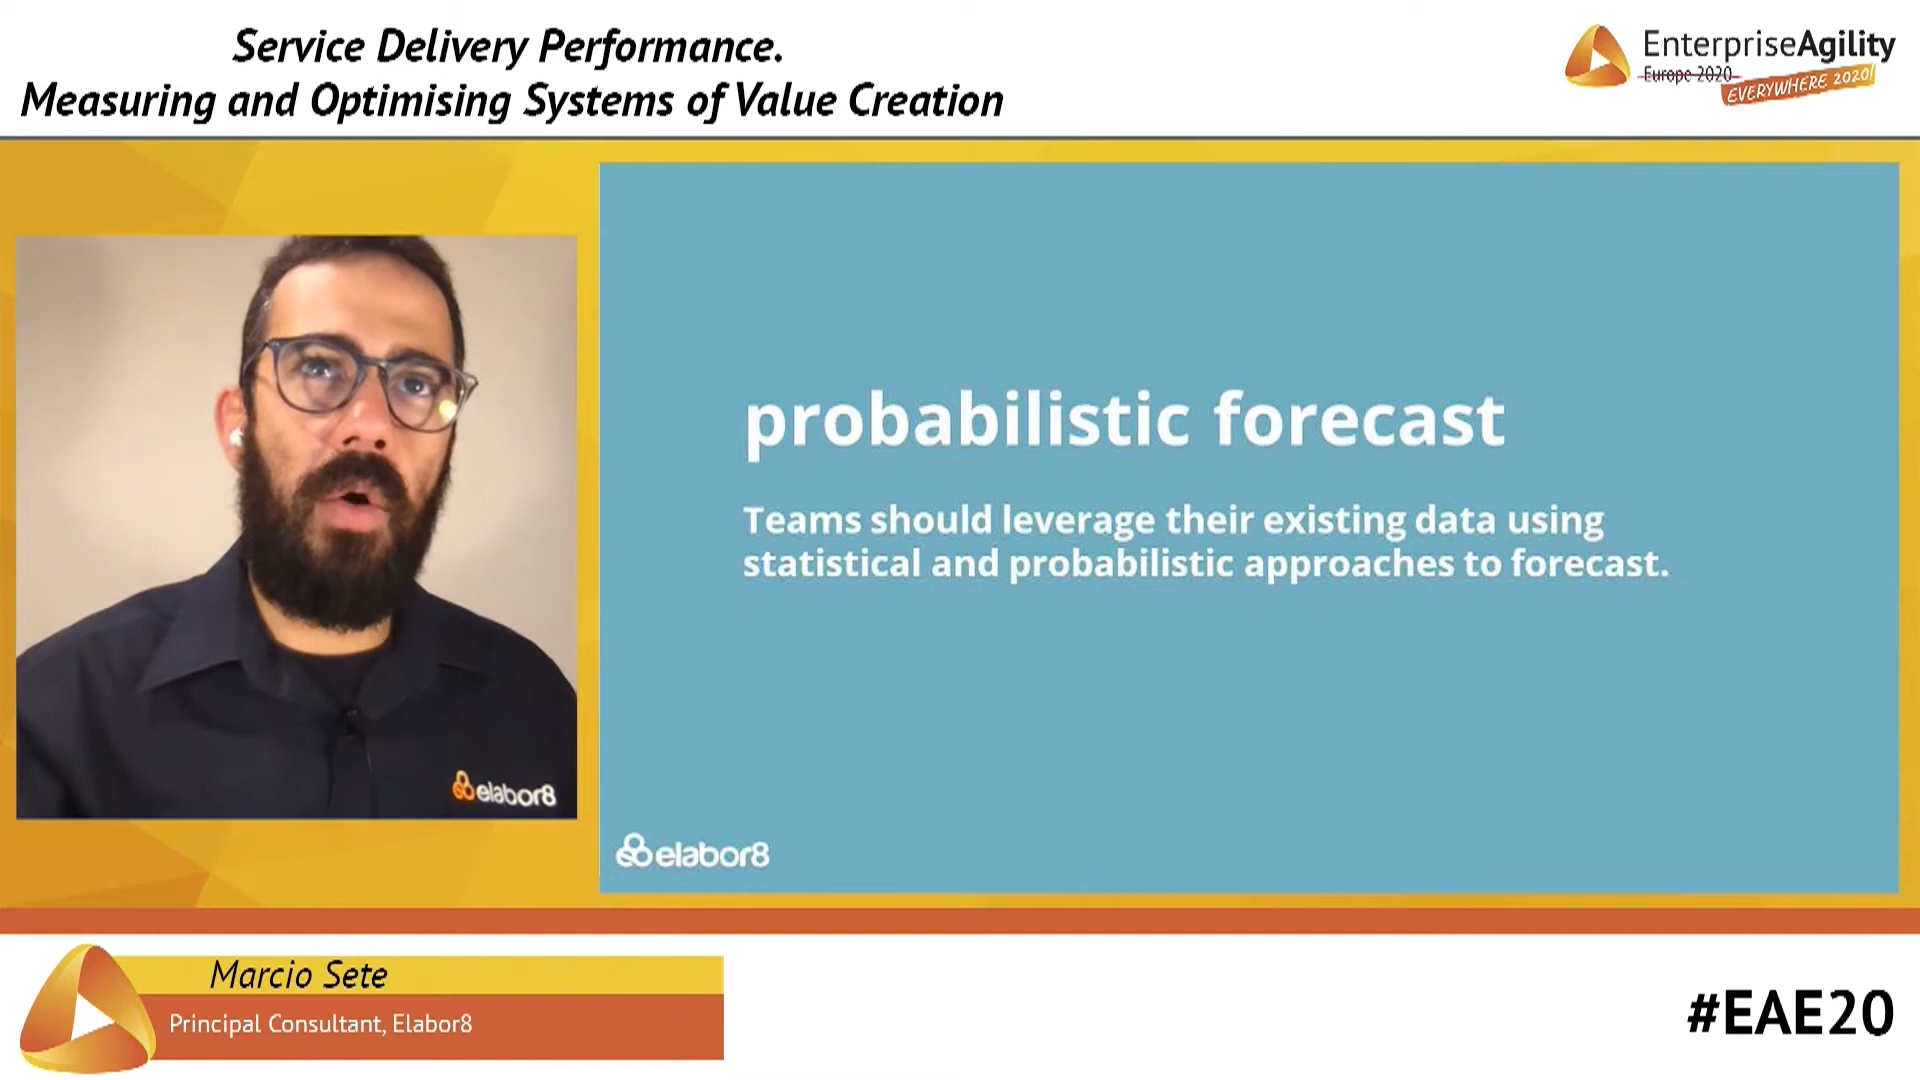 Service Delivery Performance.
Measuring and Optimising Systems of Value Creation
EnterpriseAgility
Europe 2020
EVERYWHERE 2020!
probabilistic forecast
Teams should leverage their existing data using
statistical and probabilistic approaches to forecast.
elabor8
elabor8
Marcio Sete
Principal Consultant, Elabor8
#EAE20